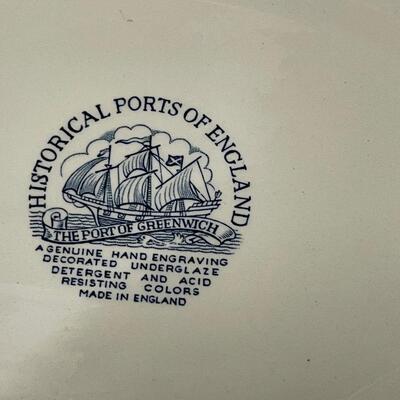 HISTORICAL PORTS OF ENGLAND
THE PORT OF GREENWICH
A GENUINE HAND ENGRAVING
DECORATED UNDERGLAZE
DETERGENT AND ACID
RESISTING COLORS
MADE IN ENGLAND